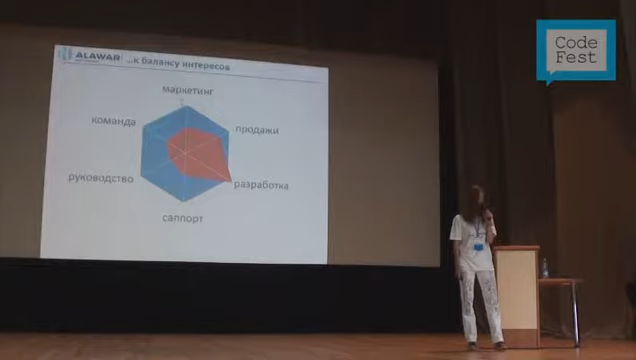 ALAWAR ...к балансу интересов
маркетинг
команда
продажи
руководство
разработка
саппорт
Code
Fest